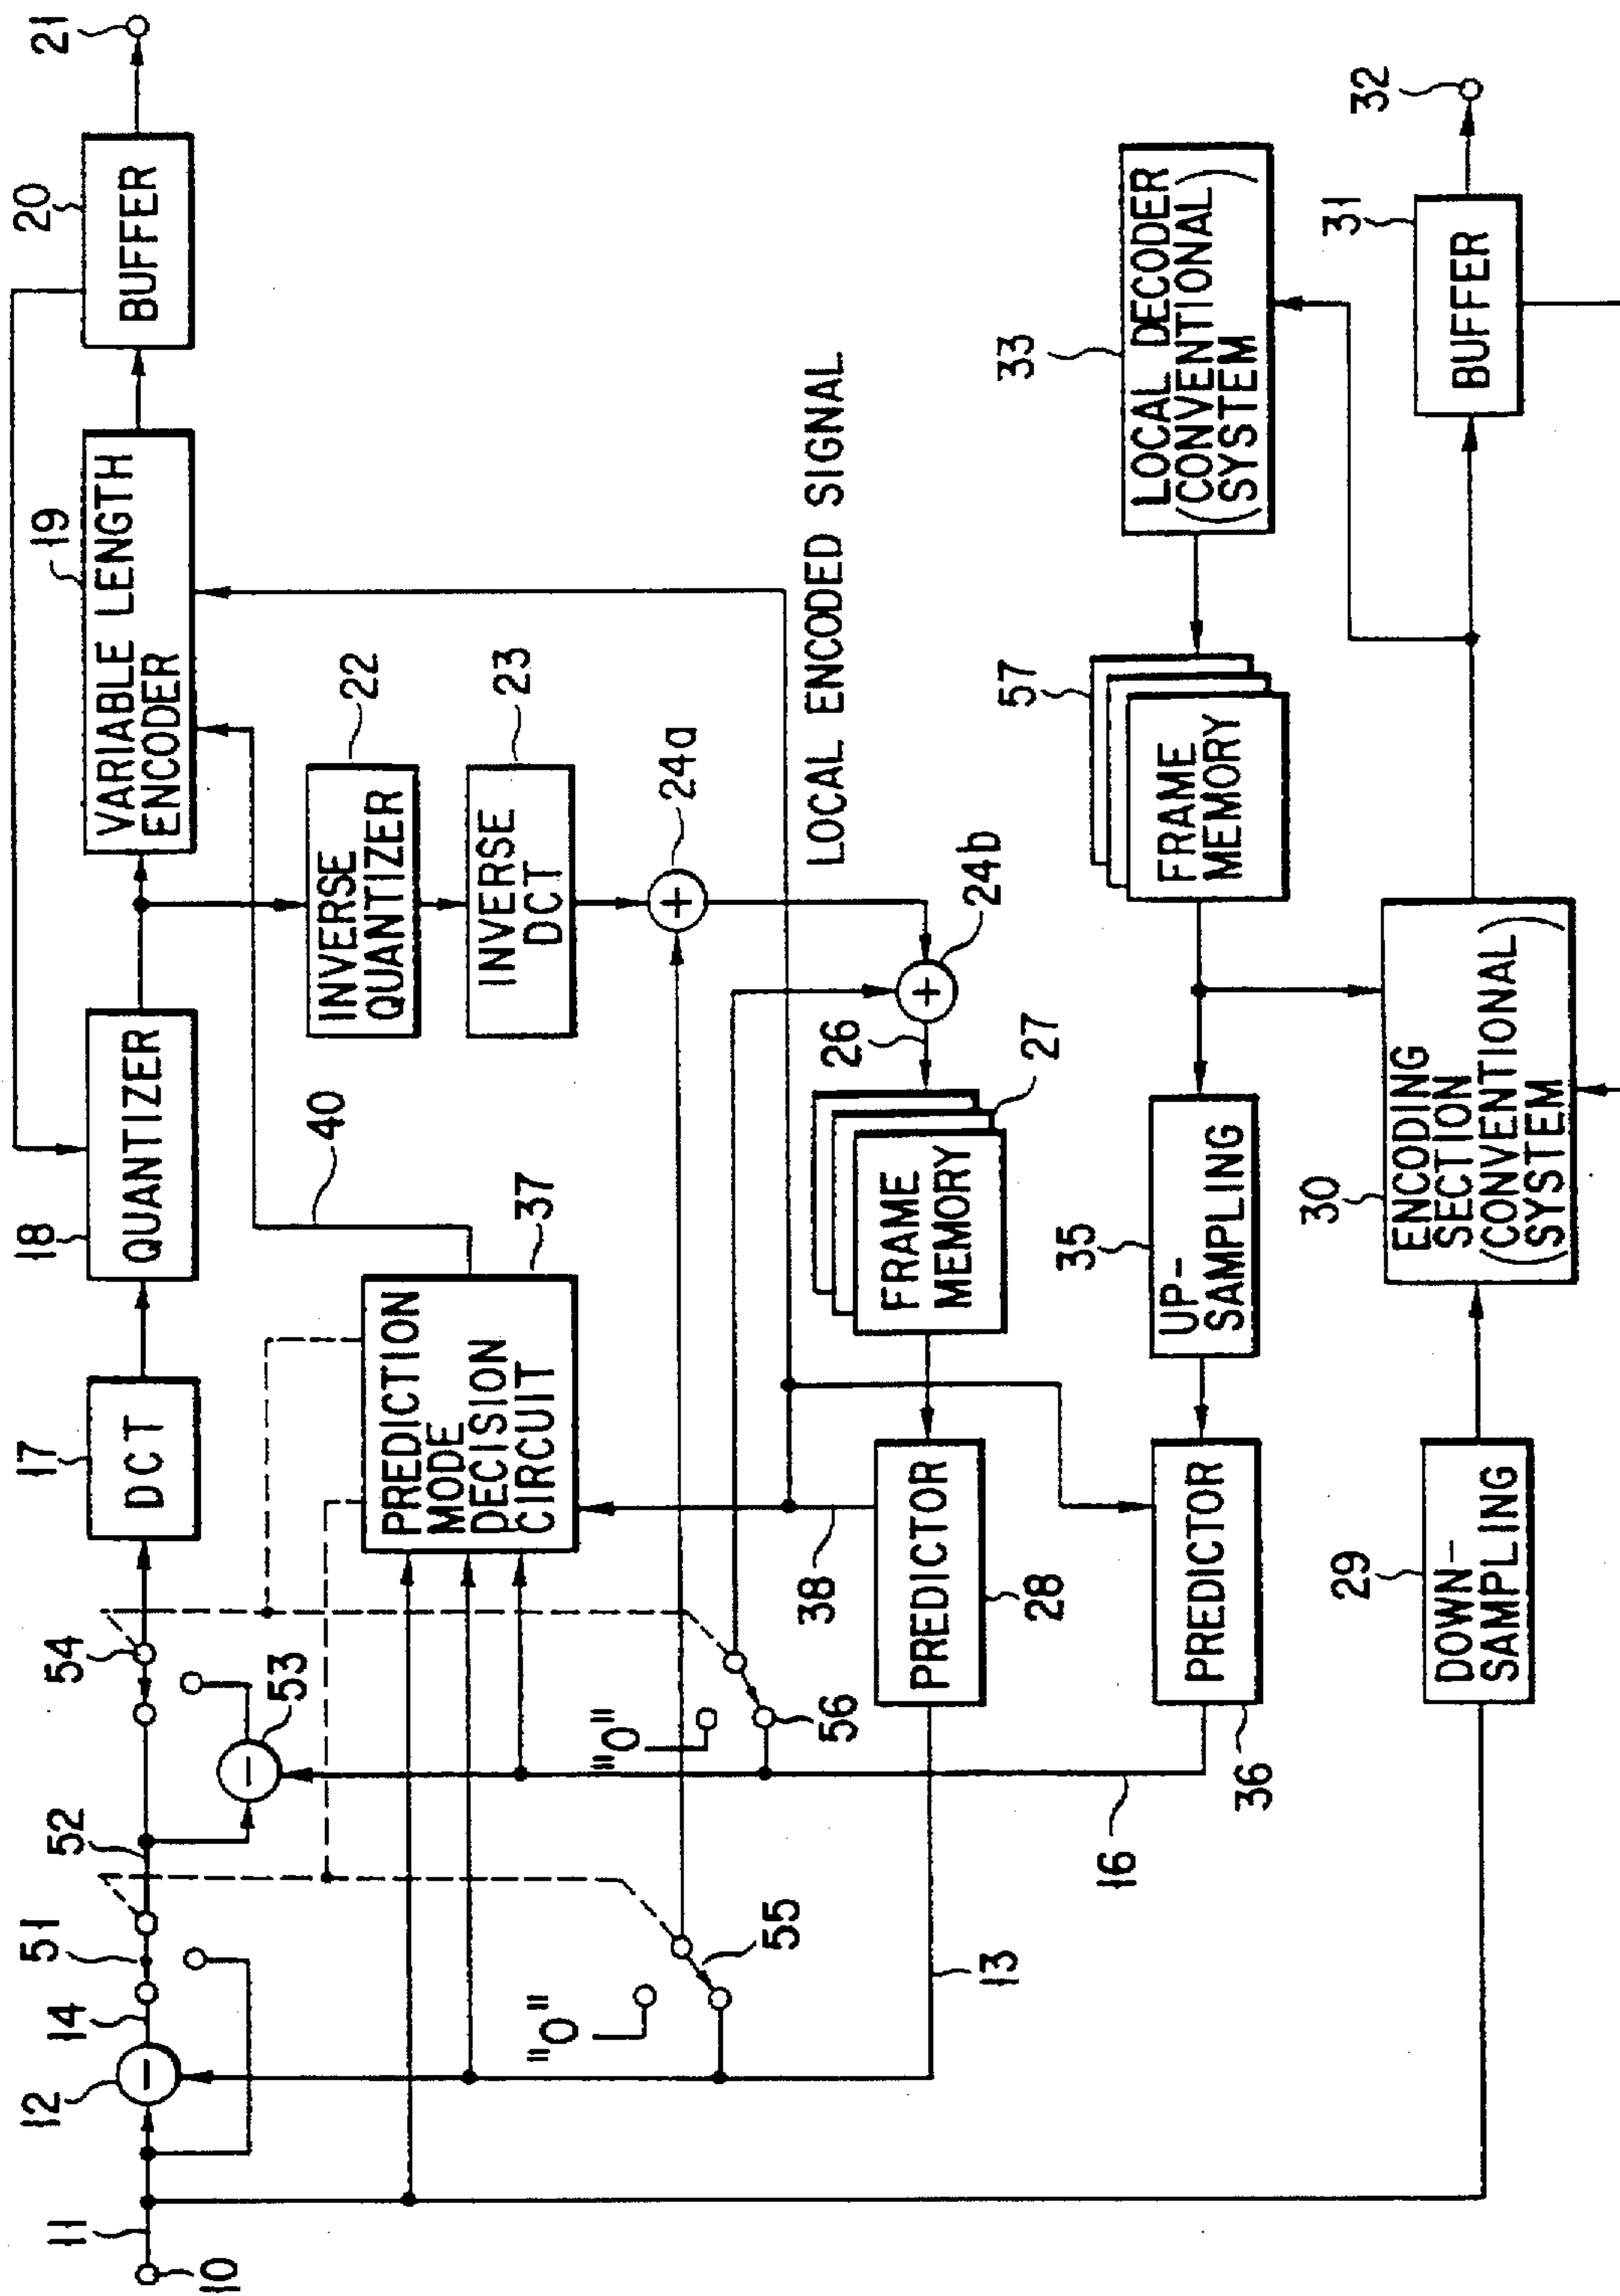 10
11
12
14
51
52
53
54
17
DCT
18
QUANTIZER
19
VARIABLE LENGTH
ENCODER
20
BUFFER
21
40
PREDICTION
MODE
DECISION
CIRCUIT
37
INVERSE
QUANTIZER
22
INVERSE
DCT
23
24a
"0"
55
"0"
56
38
LOCAL ENCODED SIGNAL
24b
26
27
FRAME
MEMORY
PREDICTOR
28
13
16
PREDICTOR
36
35
UP-
SAMPLING
57
FRAME
MEMORY
33
LOCAL DECODER
(CONVENTIONAL
SYSTEM)
29
DOWN-
SAMPLING
30
ENCODING
SECTION
(CONVENTIONAL
SYSTEM)
31
BUFFER
32